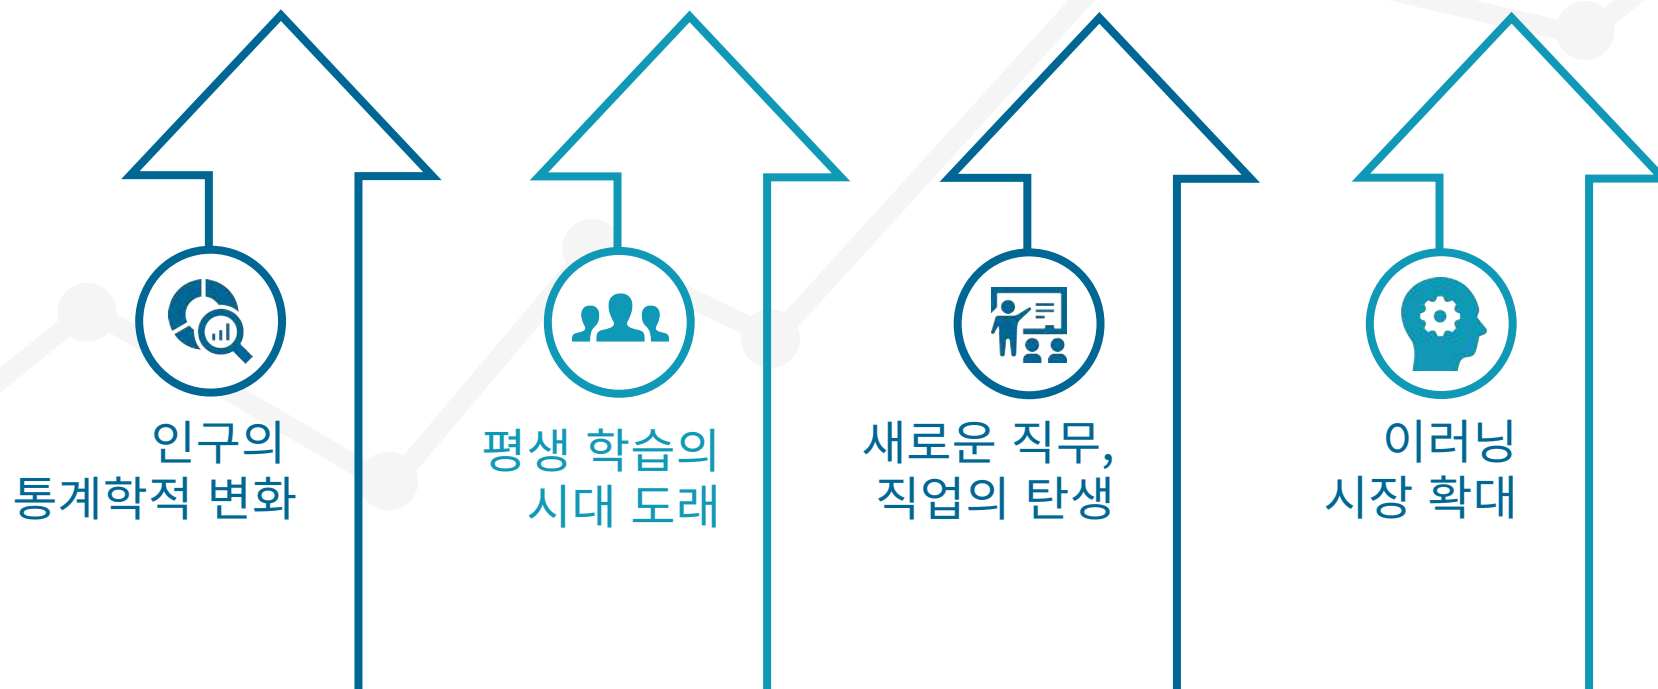 인구의
통계학적 변화
평생 학습의
시대 도래
새로운 직무,
직업의 탄생
이러닝
시장 확대